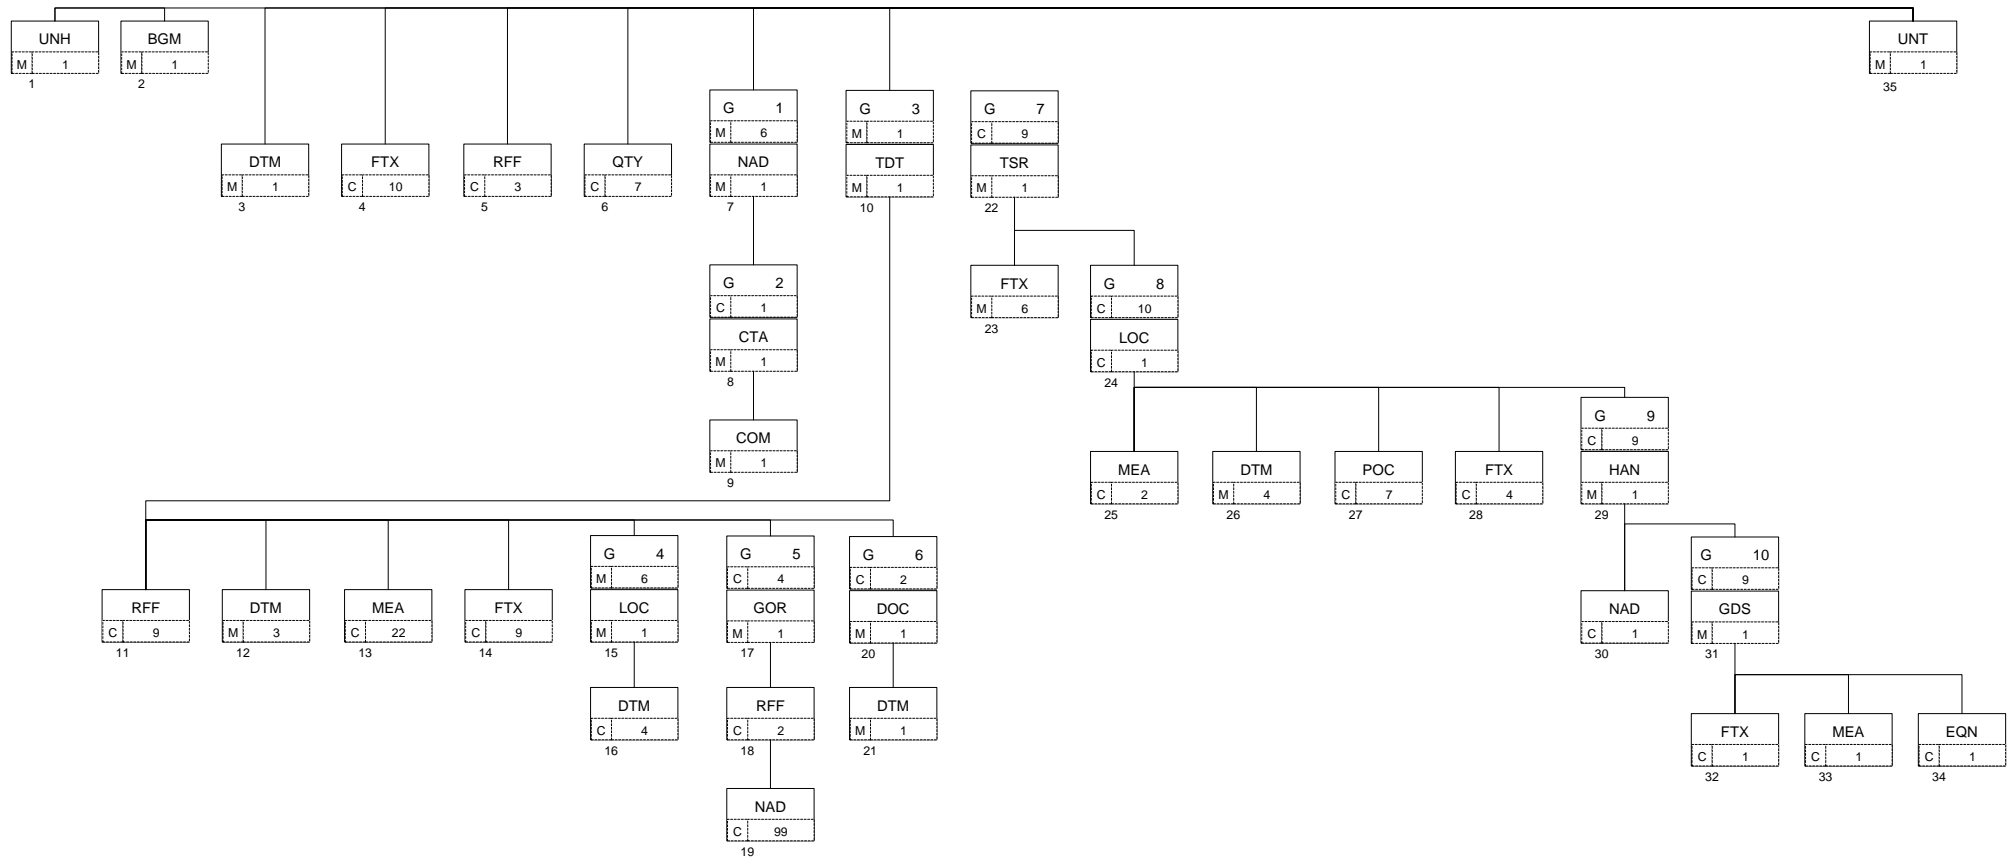 UNH
M 1
1
BGM
M 1
2
UNT
M 1
35
DTM
M 1
3
FTX
C 10
4
RFF
C 3
5
QTY
C 7
6
G 1
M 6
NAD
M 1
7
G 3
M 1
TDT
M 1
10
G 7
C 9
TSR
M 1
22
G 2
C 1
CTA
M 1
8
COM
M 1
9
FTX
M 6
23
G 8
C 10
LOC
C 1
24
MEA
C 2
25
DTM
M 4
26
POC
C 7
27
FTX
C 4
28
G 9
C 9
HAN
M 1
29
RFF
C 9
11
DTM
M 3
12
MEA
C 22
13
FTX
C 9
14
G 4
M 6
LOC
M 1
15
DTM
C 4
16
G 5
C 4
GOR
M 1
17
RFF
C 2
18
NAD
C 99
19
G 6
C 2
DOC
M 1
20
DTM
M 1
21
NAD
C 1
30
G 10
C 9
GDS
M 1
31
FTX
C 1
32
MEA
C 1
33
EQN
C 1
34